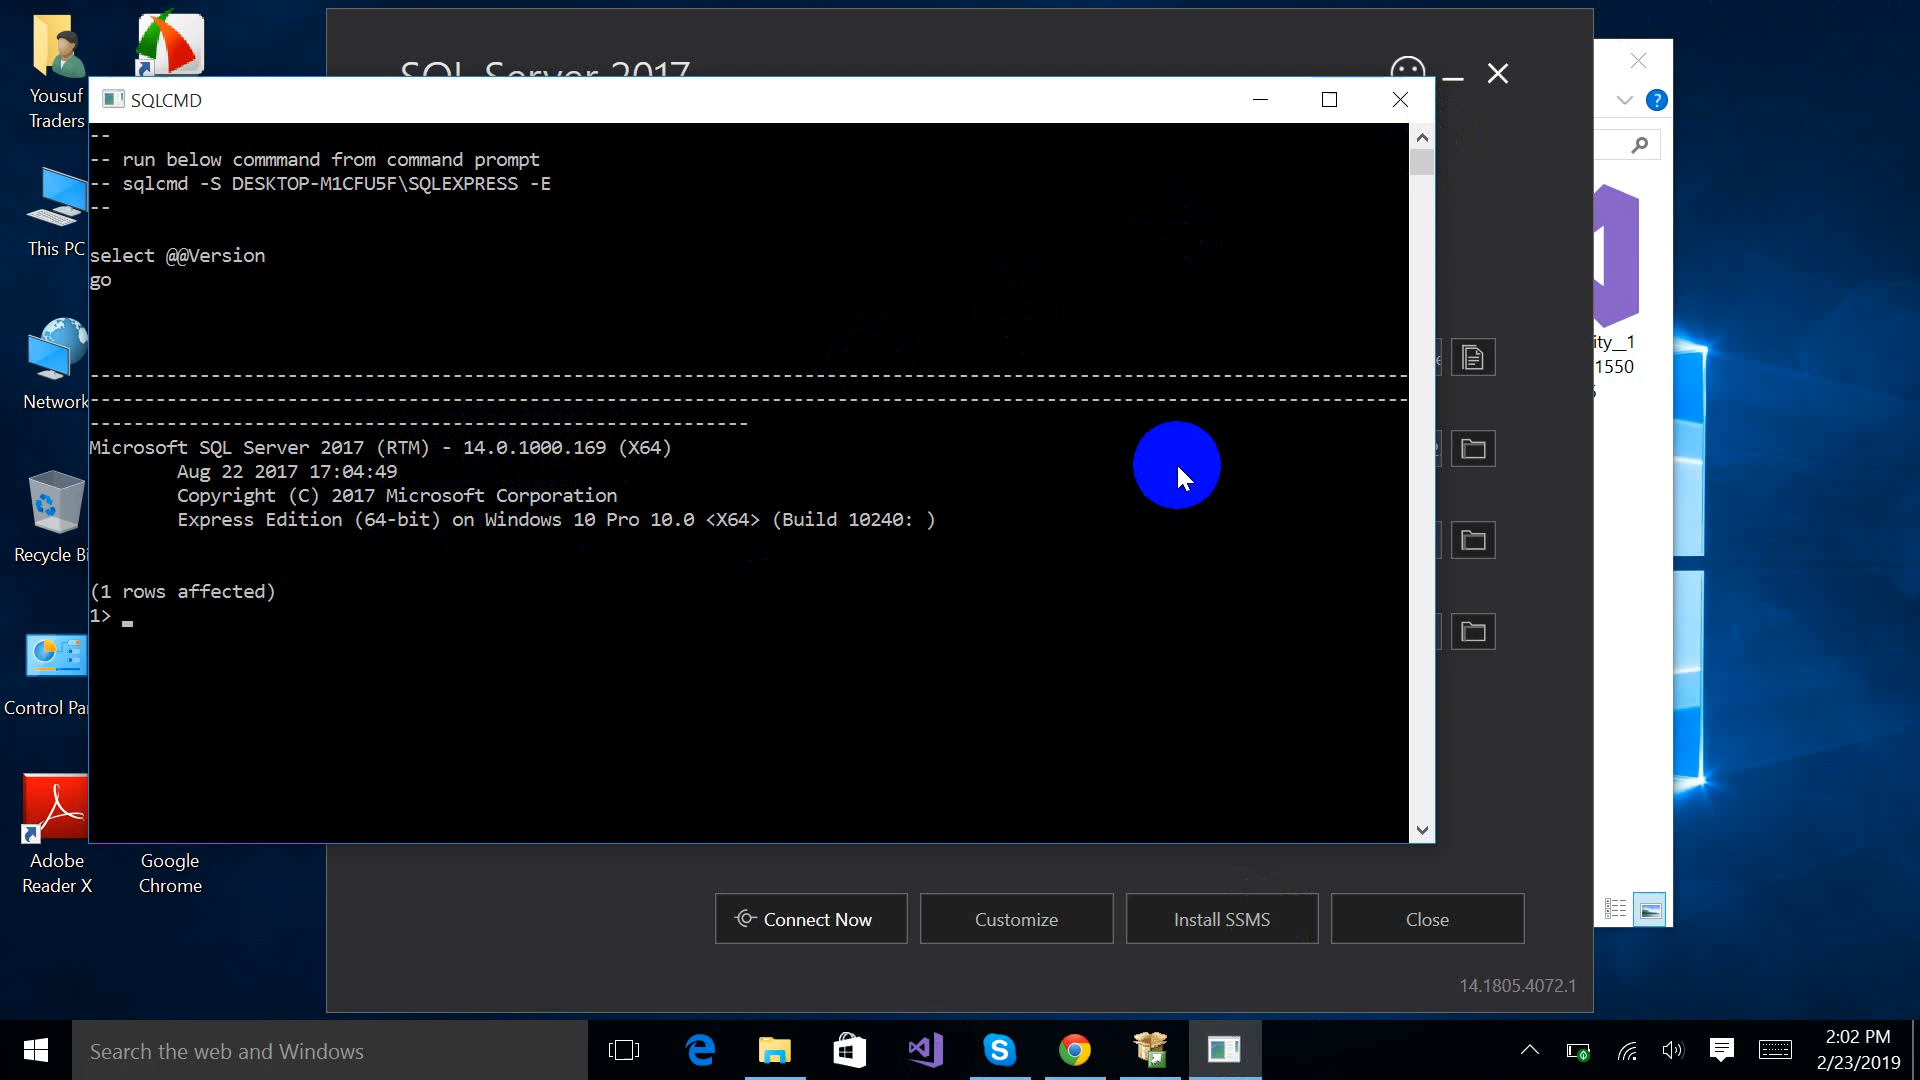 Yousuf
Traders
This PC
Network
Recycle Bi
Control Pa
Adobe
Reader X
Google
Chrome
SQL Server 2017
SQLCMD
--
-- run below commmand from command prompt
-- sqlcmd -S DESKTOP-M1CFU5F\SQLEXPRESS -E
--
select @@Version
go
------------------------------------------------------------------------------------------------------------------------
------------------------------------------------------------------------------------------------------------------------
------------------------------------------------------------
Microsoft SQL Server 2017 (RTM) - 14.0.1000.169 (X64)
Aug 22 2017 17:04:49
Copyright (C) 2017 Microsoft Corporation
Express Edition (64-bit) on Windows 10 Pro 10.0 <X64> (Build 10240: )
(1 rows affected)
1>
ity__1
1550
Connect Now
Customize
Install SSMS
Close
14.1805.4072.1
Search the web and Windows
2:02 PM
2/23/2019